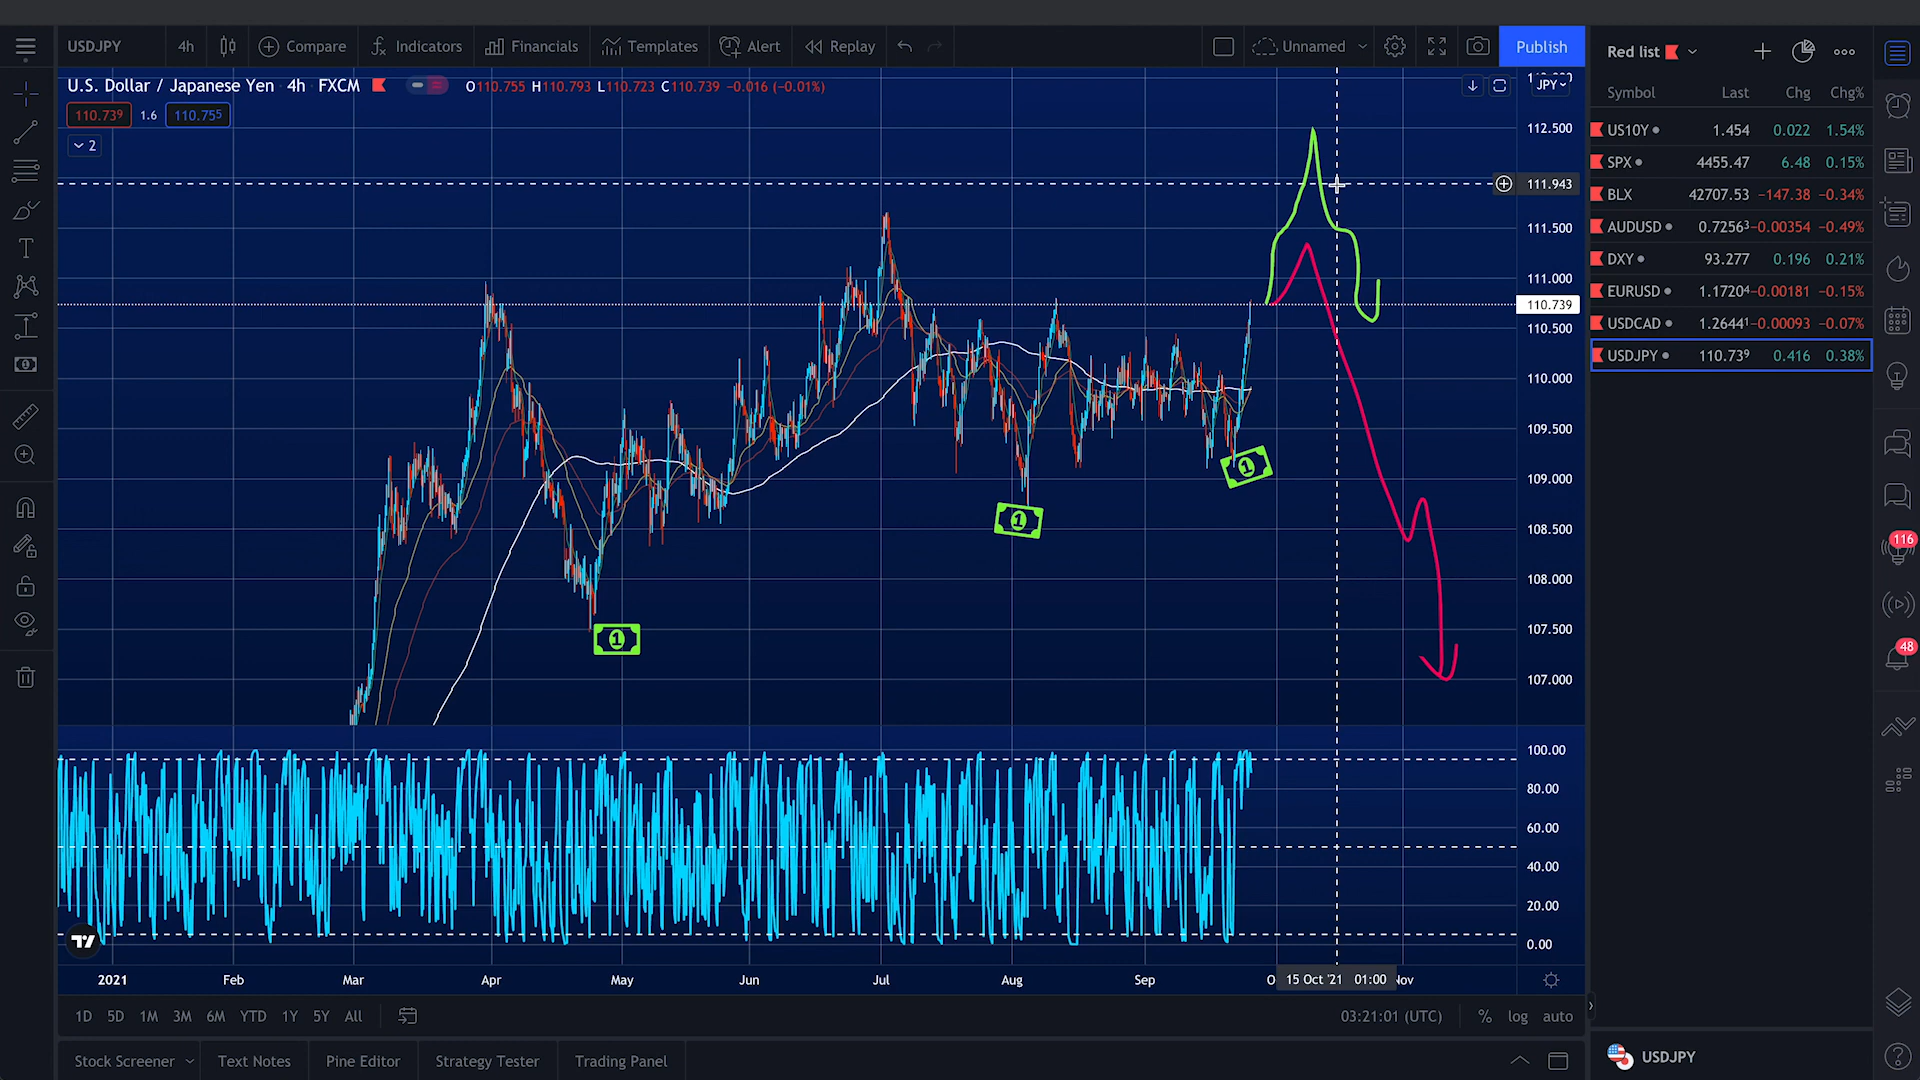 USDJPY 4h Compare Indicators Financials Templates Alert Replay Unnamed Publish
U.S. Dollar / Japanese Yen · 4h · FXCM O110.755 H110.793 L110.723 C110.739 −0.016 (−0.01%)
110.739 1.6 110.755
2
JPY
112.500
111.943
111.500
111.000
110.739
110.500
110.000
109.500
109.000
108.500
108.000
107.500
107.000
1
1
1
100.00
80.00
60.00
40.00
20.00
0.00
2021 Feb Mar Apr May Jun Jul Aug Sep 15 Oct '21 01:00 Nov
1D 5D 1M 3M 6M YTD 1Y 5Y All 03:21:01 (UTC) % log auto
Stock Screener Text Notes Pine Editor Strategy Tester Trading Panel
Red list
Symbol Last Chg Chg%
US10Y 1.454 0.022 1.54%
SPX 4455.47 6.48 0.15%
BLX 42707.53 −147.38 −0.34%
AUDUSD 0.72563 −0.00354 −0.49%
DXY 93.277 0.196 0.21%
EURUSD 1.17204 −0.00181 −0.15%
USDCAD 1.26441 −0.00093 −0.07%
USDJPY 110.739 0.416 0.38%
116
48
USDJPY